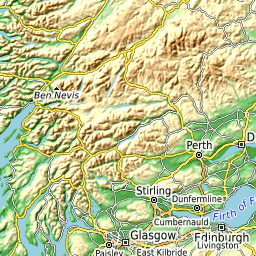 Ben Nevis
Perth
D
Stirling
Dunfermline
Firth of F
Cumbernauld
Glasgow
Edinburgh
Livingston
Paisley
East Kilbride